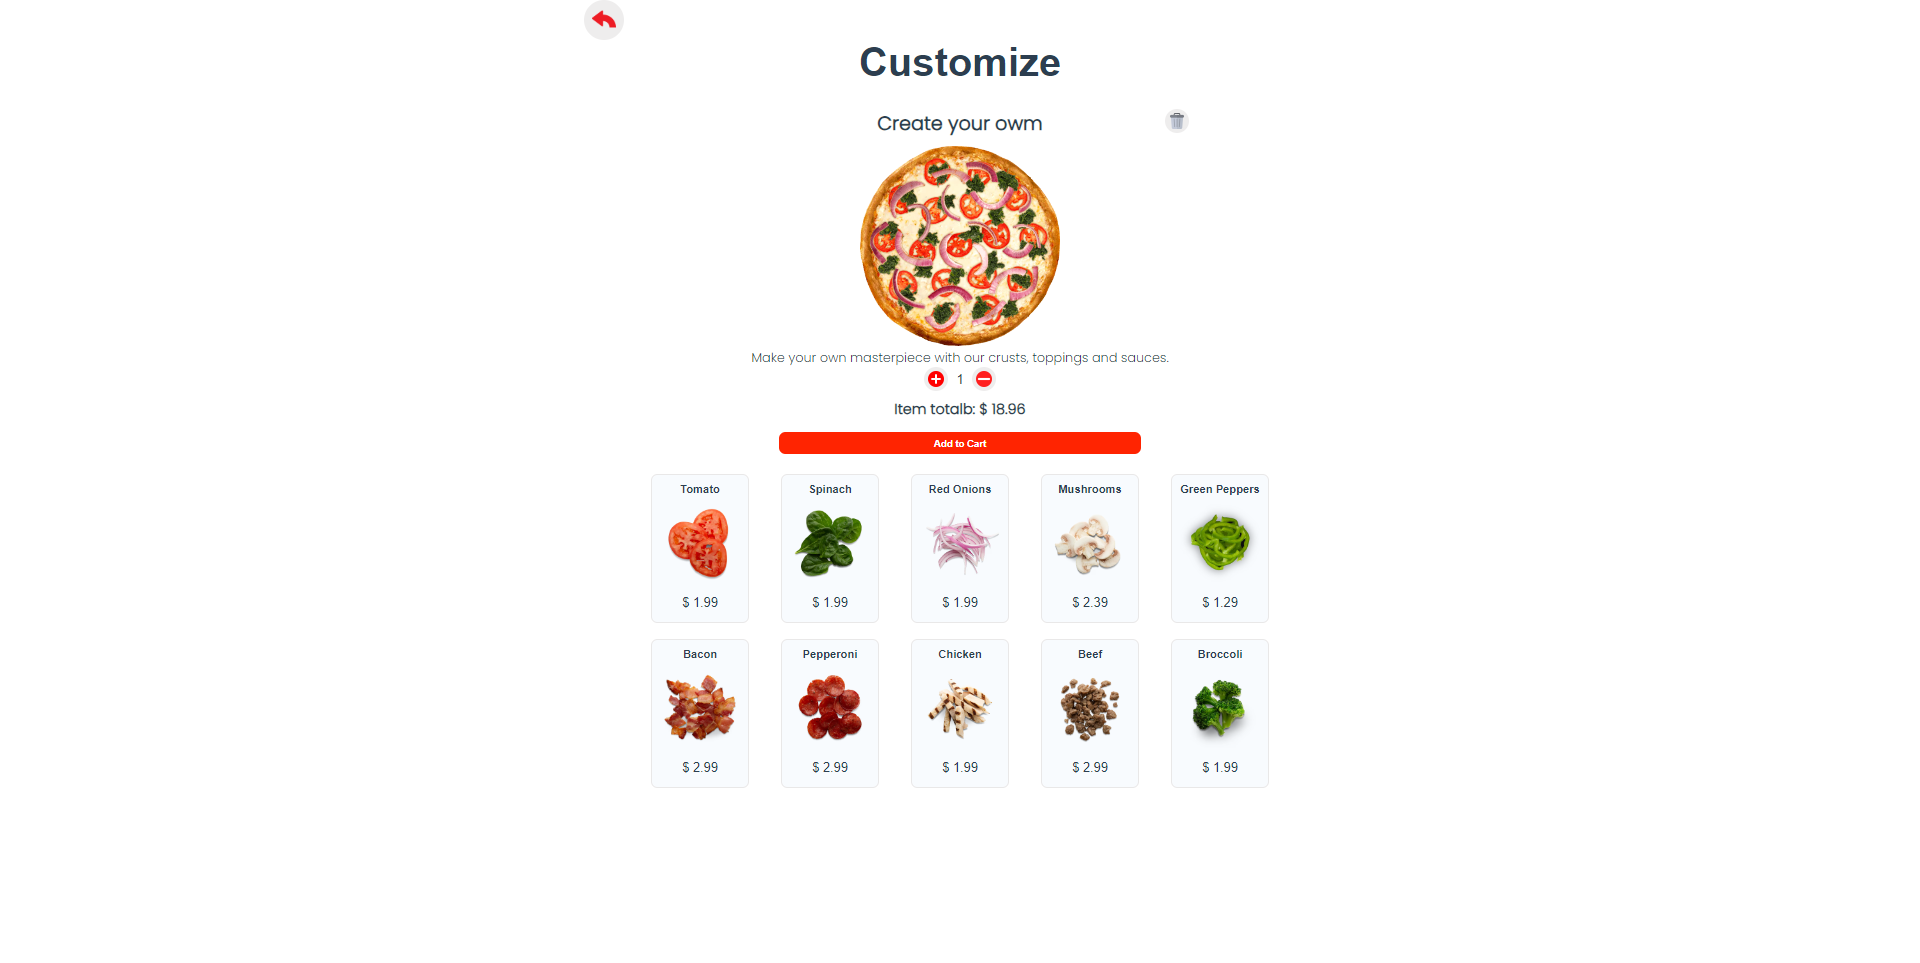 Customize
Create your owm
Make your own masterpiece with our crusts, toppings and sauces.
1
Item totalb: $ 18.96
Add to Cart
Tomato
Spinach
Red Onions
Mushrooms
Green Peppers
$ 1.99
$ 1.99
$ 1.99
$ 2.39
$ 1.29
Bacon
Pepperoni
Chicken
Beef
Broccoli
$ 2.99
$ 2.99
$ 1.99
$ 2.99
$ 1.99